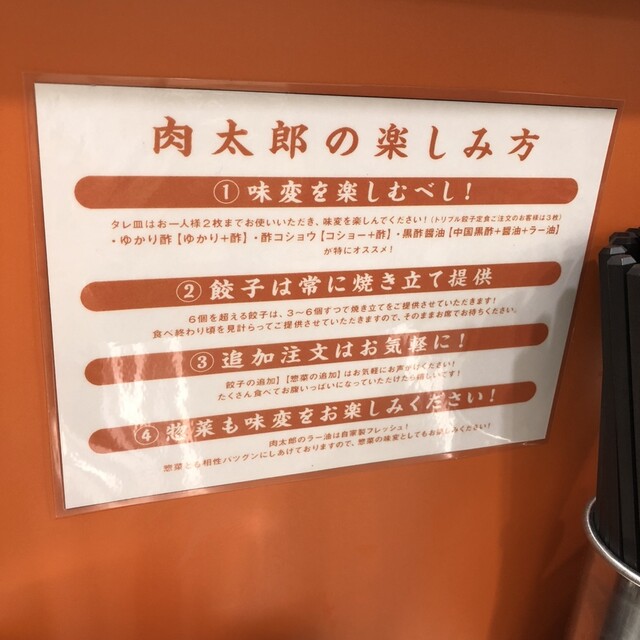 肉太郎の楽しみ方
① 味変を楽しむべし！
タレ皿はお一人様２枚までお使いいただき、味変を楽しんでください！（トリプル餃子定食ご注文のお客様は３枚）
・ゆかり酢【ゆかり＋酢】・酢コショウ【コショー＋酢】・黒酢醤油【中国黒酢＋醤油＋ラー油】
が特にオススメ！
② 餃子は常に焼き立て提供
６個を超える餃子は、３～６個ずつで焼き立てをご提供させていただきます！
食べ終わり頃を見計らってご提供させていただきますので、そのままお席でお待ちください。
③ 追加注文はお気軽に！
餃子の追加】【惣菜の追加】はお気軽にお声がけください！
たくさん食べてお腹いっぱいになっていただけたら嬉しいです！
④ 惣菜も味変をお楽しみください！
肉太郎のラー油は自家製フレッシュ！
惣菜とも相性バツグンにしあげておりますので、惣菜の味変としてもお試しください！